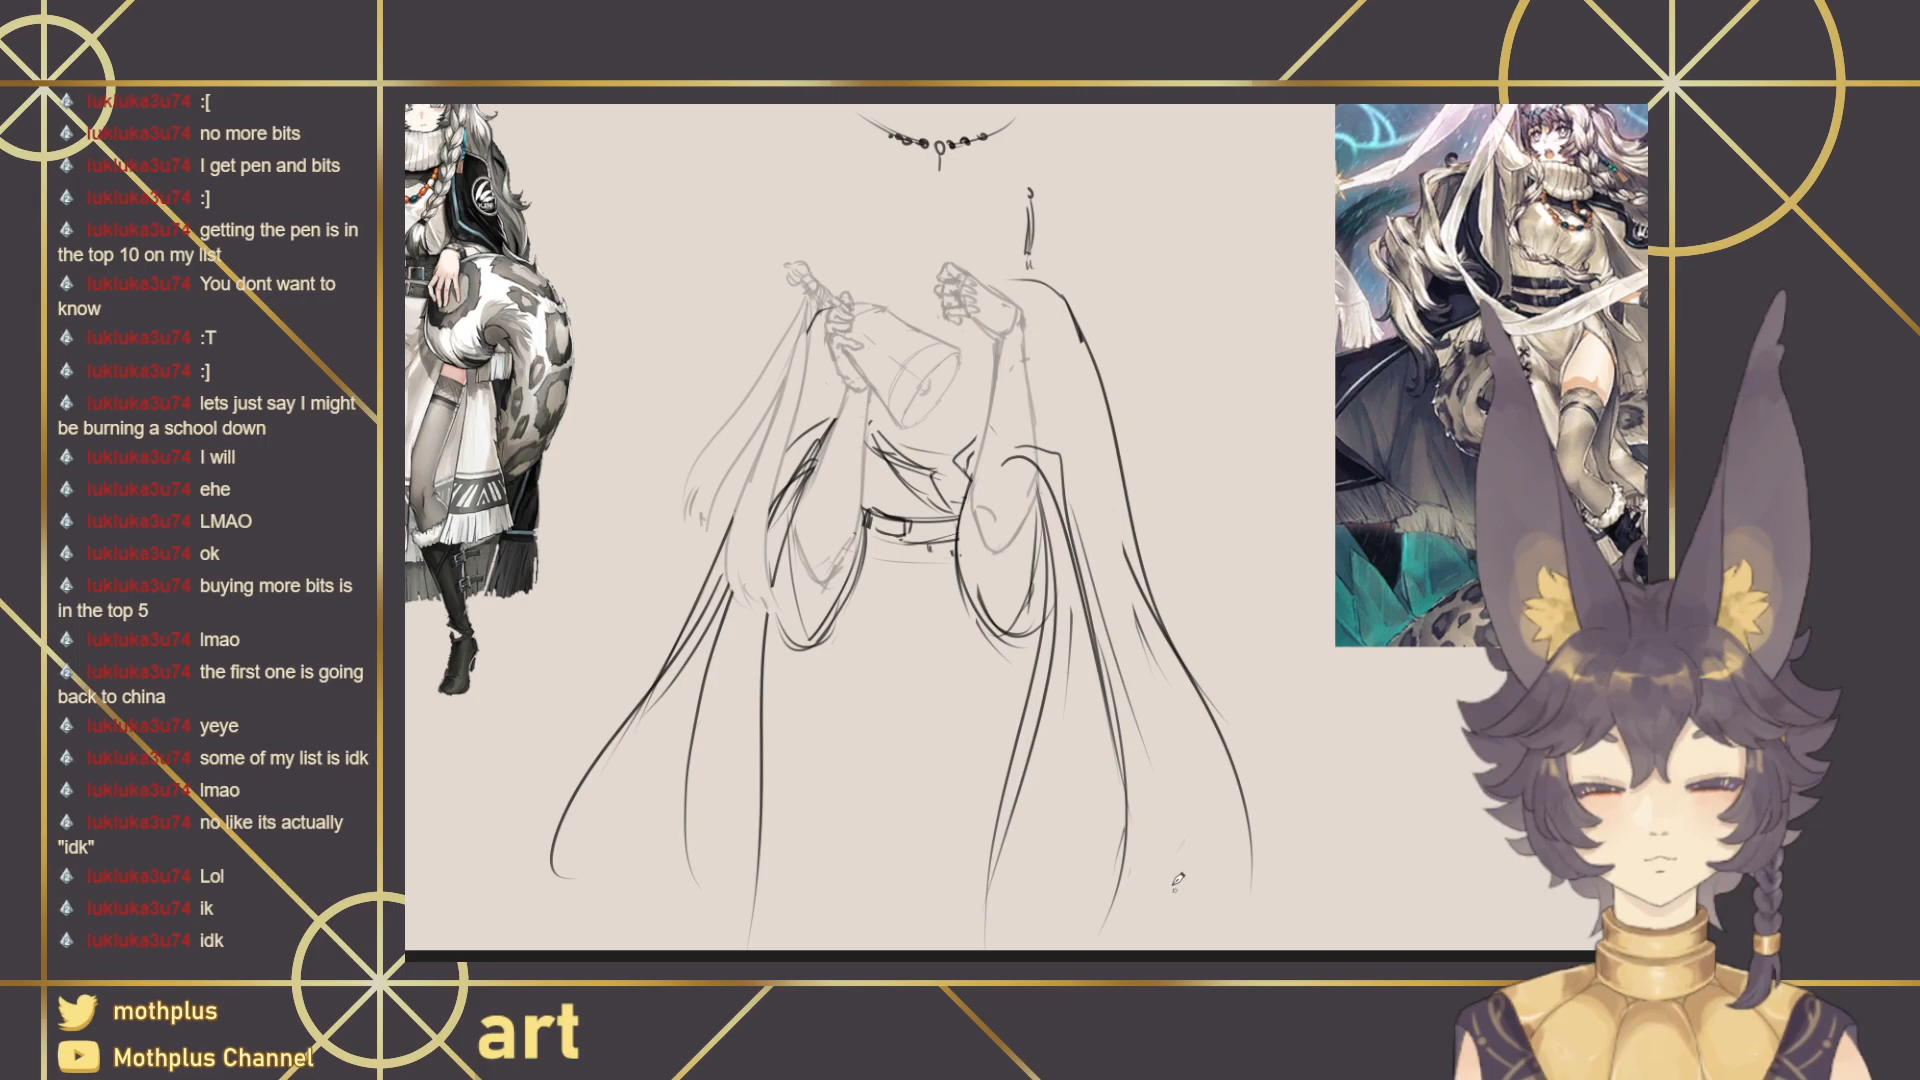 lukluka3u74 :[
lukluka3u74 no more bits
lukluka3u74 I get pen and bits
lukluka3u74 :]
lukluka3u74 getting the pen is in
the top 10 on my list
lukluka3u74 You dont want to
know
lukluka3u74 :T
lukluka3u74 :]
lukluka3u74 lets just say I might
be burning a school down
lukluka3u74 I will
lukluka3u74 ehe
lukluka3u74 LMAO
lukluka3u74 ok
lukluka3u74 buying more bits is
in the top 5
lukluka3u74 lmao
lukluka3u74 the first one is going
back to china
lukluka3u74 yeye
lukluka3u74 some of my list is idk
lukluka3u74 lmao
lukluka3u74 no like its actually
"idk"
lukluka3u74 Lol
lukluka3u74 ik
lukluka3u74 idk
mothplus
Mothplus Channel
art